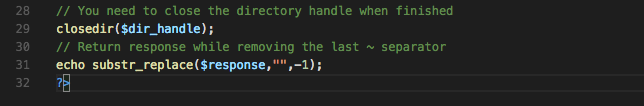 28 // You need to close the directory handle when finished
29 closedir($dir_handle);
30 // Return response while removing the last ~ separator
31 echo substr_replace($response,"",-1);
32 ?>